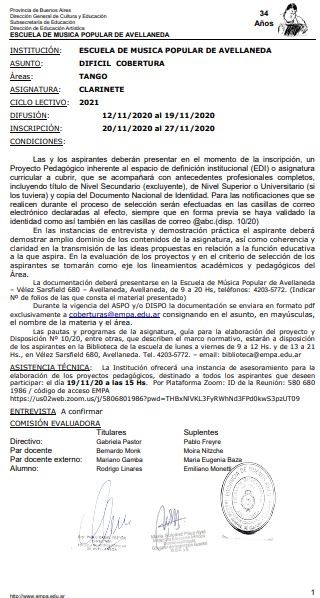 Provincia de Buenos Aires
Dirección General de Cultura y Educación
Subsecretaría de Educación
Dirección de Educación Artística
ESCUELA DE MUSICA POPULAR DE AVELLANEDA
34
Años
INSTITUCIÓN: ESCUELA DE MUSICA POPULAR DE AVELLANEDA
ASUNTO: DIFICIL COBERTURA
Áreas: TANGO
ASIGNATURA: CLARINETE
CICLO LECTIVO: 2021
DIFUSIÓN: 12/11/2020 al 19/11/2020
INSCRIPCIÓN: 20/11/2020 al 27/11/2020
CONDICIONES:
Las y los aspirantes deberán presentar en el momento de la inscripción, un
Proyecto Pedagógico inherente al espacio de definición institucional (EDI) o asignatura
curricular a cubrir, que se acompañará con antecedentes profesionales completos,
incluyendo título de Nivel Secundario (excluyente), de Nivel Superior o Universitario (si
los tuviera) y copia del Documento Nacional de Identidad. Para las notificaciones que se
realicen durante el proceso de selección serán efectuadas en las casillas de correo
electrónico declaradas al efecto, siempre que en forma previa se haya validado la
identidad como así también en las casillas de correo @abc.(disp. 10/20)
En las instancias de entrevista y demostración práctica el aspirante deberá
demostrar amplio dominio de los contenidos de la asignatura, así como coherencia y
claridad en la transmisión de las ideas propuestas en relación a la función educativa
a la que aspira. En la evaluación de los proyectos y en el criterio de selección de los
aspirantes se tomarán como eje los lineamientos académicos y pedagógicos del
Área.
La documentación deberá presentarse en la Escuela de Música Popular de Avellaneda
– Vélez Sarsfield 680 – Avellaneda, de 9 a 20 Hs, teléfonos: 4203-5772. (Indicar
Nº de folios de las que consta el material presentado)
Durante la vigencia del ASPO y/o DISPO la documentación se enviara en formato pdf
exclusivamente a coberturas@empa.edu.ar consignando en el asunto, en mayúsculas,
el nombre de la materia y el área.
Las pautas y programas de la asignatura, guía para la elaboración del proyecto y
Disposición Nº 10/20, entre otras, que describen el marco normativo, estarán a disposición
de los aspirantes en la Biblioteca de la escuela de lunes a viernes de 9 a 12 Hs. y de 13 a 21
Hs., en Vélez Sarsfield 680, Avellaneda. Tel. 4203-5772. – email: biblioteca@empa.edu.ar
ASISTENCIA TÉCNICA: La Institución ofrecerá una instancia de asesoramiento para la
elaboración de los proyectos pedagógicos, destinado a todos los aspirantes que deseen
participar: el día 19/11/20 a las 15 Hs. Por Plataforma Zoom: ID de la Reunión: 580 680
1986 / código de acceso EMPA
https://us02web.zoom.us/j/5806801986?pwd=THBxNlVKL3FyRWhNd3FPd0kwS3pzUT09
ENTREVISTA A confirmar
COMISIÓN EVALUADORA
Titulares Suplentes
Directivo: Gabriela Pastor Pablo Freyre
Par docente Bernardo Monk Moira Nitzche
Par docente externo: Mariano Gamba Maria Eugenia Baza
Alumno: Rodrigo Linares Emiliano Monetti
http://www.empa.edu.ar
1